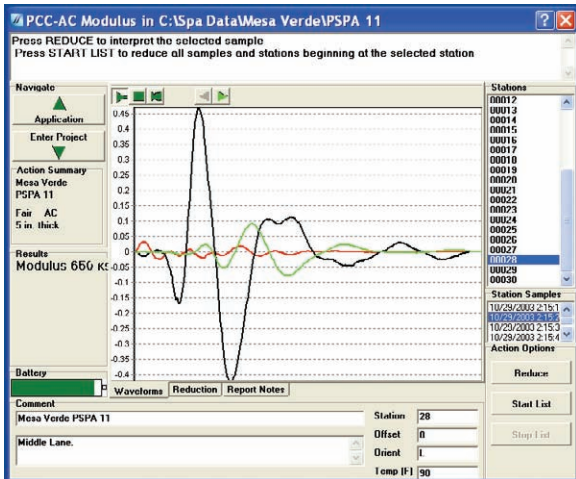 PCC-AC Modulus in C:\Spa Data\Mesa Verde\PSPA 11
Press REDUCE to interpret the selected sample
Press START LIST to reduce all samples and stations beginning at the selected station
Navigate
Application
Enter Project
Action Summary
Mesa Verde
PSPA 11
Fair AC
5 in. thick
Results
Modulus 650 KS
Battery
0.45
0.4
0.35
0.3
0.25
0.2
0.15
0.1
0.05
0
-0.05
-0.1
-0.15
-0.2
-0.25
-0.3
-0.35
-0.4
Waveforms
Reduction
Report Notes
Stations
00012
00013
00014
00015
00016
00017
00018
00019
00020
00021
00022
00023
00024
00025
00026
00027
00028
00029
00030
Station Samples
10/29/2003 2:15:1
10/29/2003 2:15:2
10/29/2003 2:15:3
10/29/2003 2:15:4
Action Options
Reduce
Start List
Stop List
Comment
Mesa Verde PSPA 11
Middle Lane.
Station 28
Offset 0
Orient L
Temp (F) 90